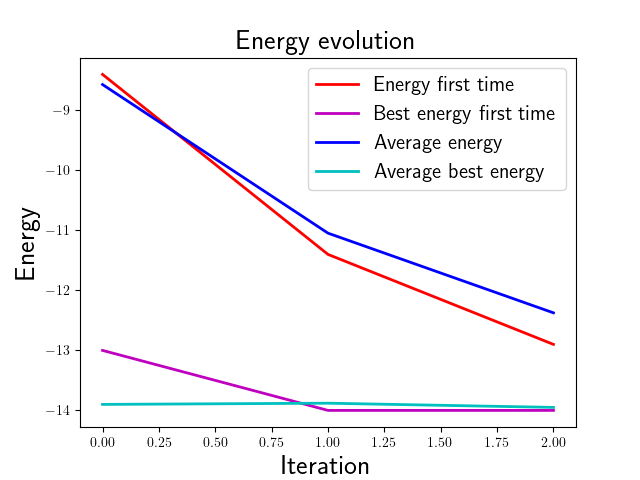 Energy evolution
Energy first time
Best energy first time
Average energy
Average best energy
Energy
−9
−10
−11
−12
−13
−14
0.00 0.25 0.50 0.75 1.00 1.25 1.50 1.75 2.00
Iteration